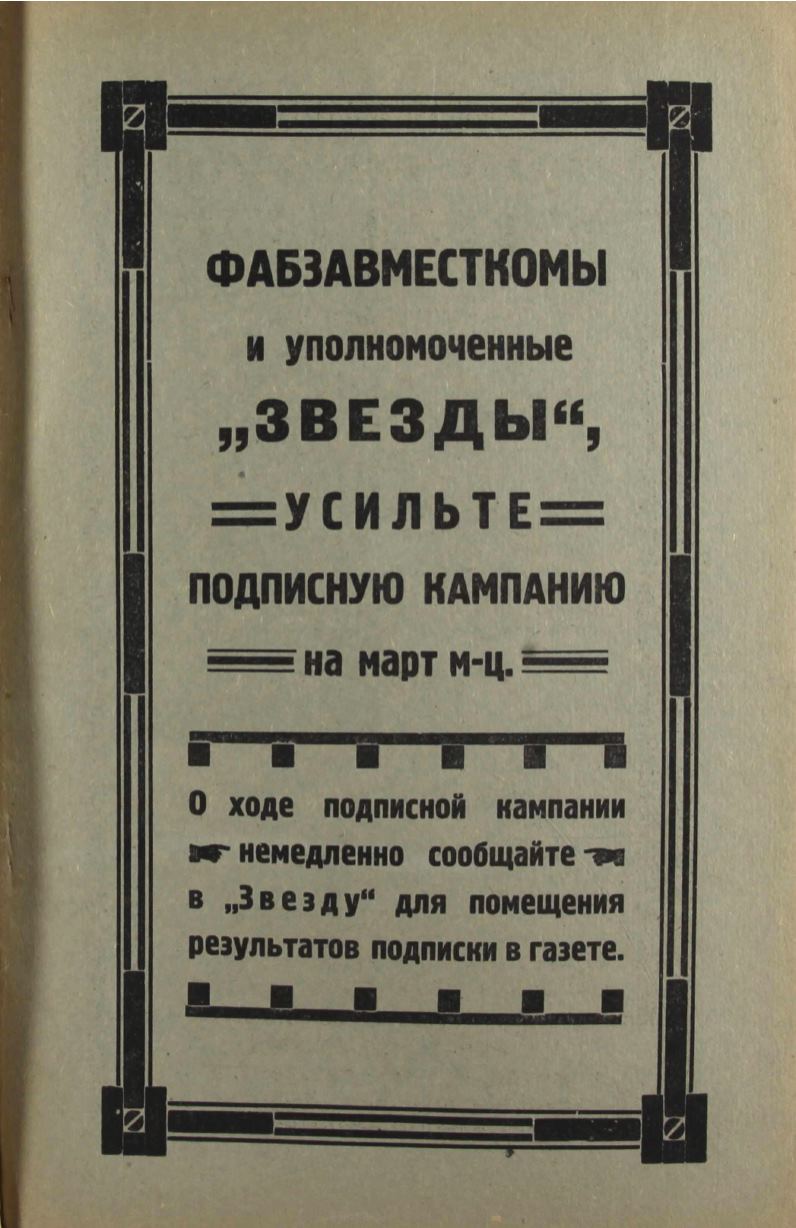 ФАБЗАВМЕСТКОМЫ
и уполномоченные
„ЗВЕЗДЫ“,
УСИЛЬТЕ
ПОДПИСНУЮ КАМПАНИЮ
на март м-ц.
О ходе подписной кампании
немедленно сообщайте
в „Звезду“ для помещения
результатов подписки в газете.